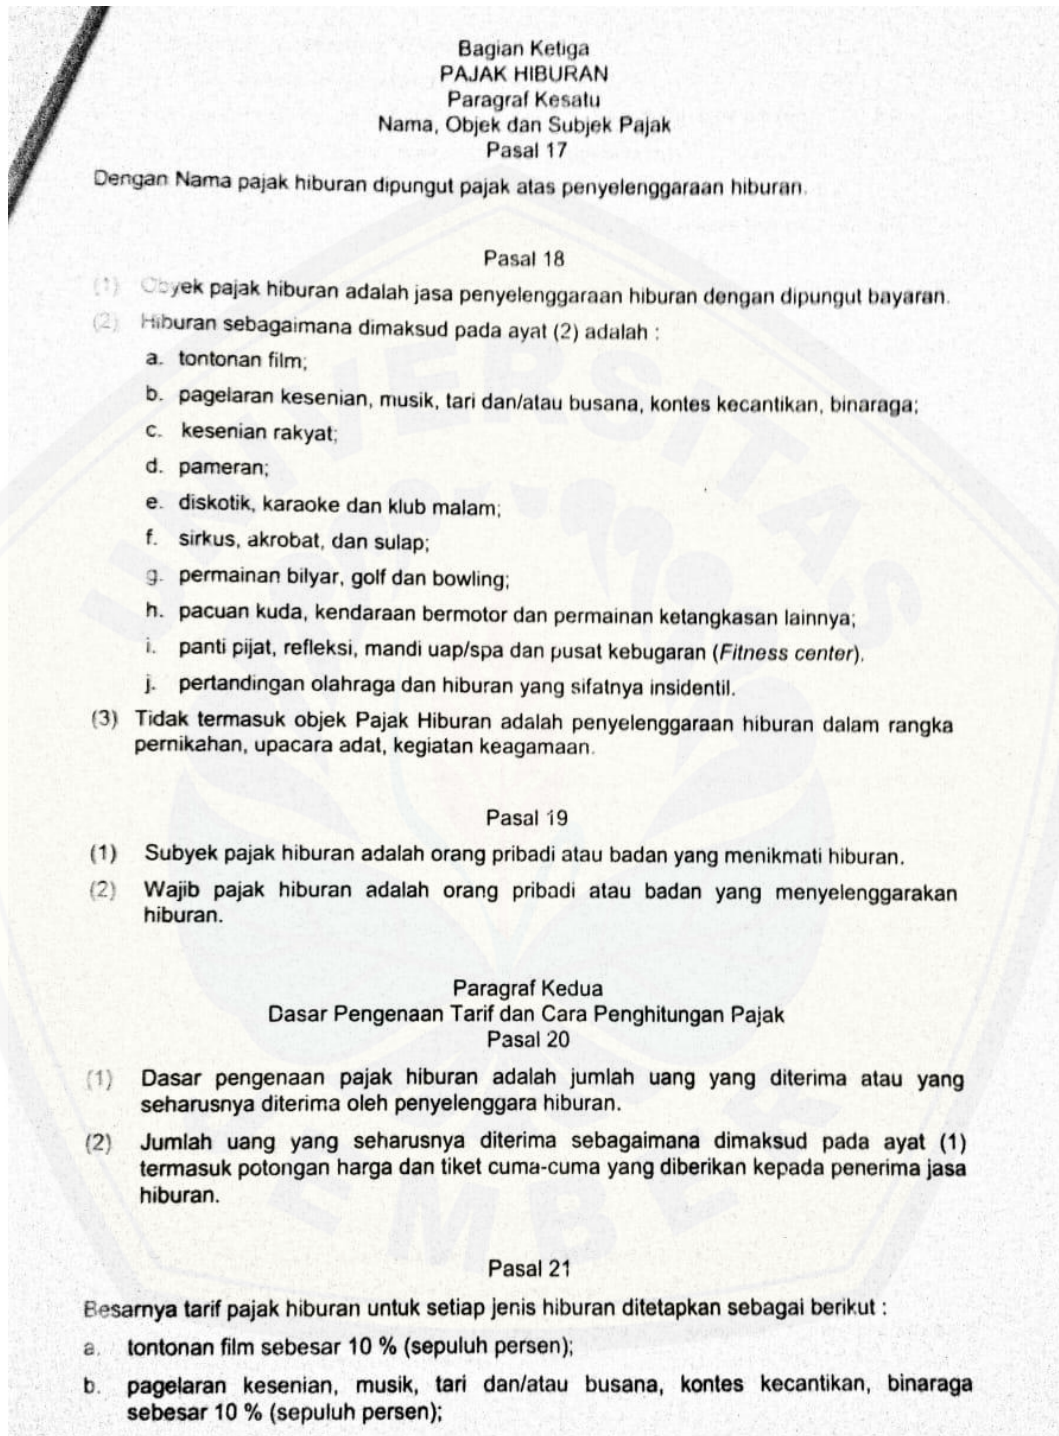 Bagian Ketiga
PAJAK HIBURAN
Paragraf Kesatu
Nama, Objek dan Subjek Pajak
Pasal 17
Dengan Nama pajak hiburan dipungut pajak atas penyelenggaraan hiburan.
Pasal 18
(1) Obyek pajak hiburan adalah jasa penyelenggaraan hiburan dengan dipungut bayaran.
(2) Hiburan sebagaimana dimaksud pada ayat (2) adalah :
a. tontonan film;
b. pagelaran kesenian, musik, tari dan/atau busana, kontes kecantikan, binaraga;
c. kesenian rakyat;
d. pameran;
e. diskotik, karaoke dan klub malam;
f. sirkus, akrobat, dan sulap;
g. permainan bilyar, golf dan bowling;
h. pacuan kuda, kendaraan bermotor dan permainan ketangkasan lainnya;
i. panti pijat, refleksi, mandi uap/spa dan pusat kebugaran (Fitness center).
j. pertandingan olahraga dan hiburan yang sifatnya insidentil.
(3) Tidak termasuk objek Pajak Hiburan adalah penyelenggaraan hiburan dalam rangka
pernikahan, upacara adat, kegiatan keagamaan.
Pasal 19
(1) Subyek pajak hiburan adalah orang pribadi atau badan yang menikmati hiburan.
(2) Wajib pajak hiburan adalah orang pribadi atau badan yang menyelenggarakan
hiburan.
Paragraf Kedua
Dasar Pengenaan Tarif dan Cara Penghitungan Pajak
Pasal 20
(1) Dasar pengenaan pajak hiburan adalah jumlah uang yang diterima atau yang
seharusnya diterima oleh penyelenggara hiburan.
(2) Jumlah uang yang seharusnya diterima sebagaimana dimaksud pada ayat (1)
termasuk potongan harga dan tiket cuma-cuma yang diberikan kepada penerima jasa
hiburan.
Pasal 21
Besarnya tarif pajak hiburan untuk setiap jenis hiburan ditetapkan sebagai berikut :
a. tontonan film sebesar 10 % (sepuluh persen);
b. pagelaran kesenian, musik, tari dan/atau busana, kontes kecantikan, binaraga
sebesar 10 % (sepuluh persen);
UNIVERSITAS